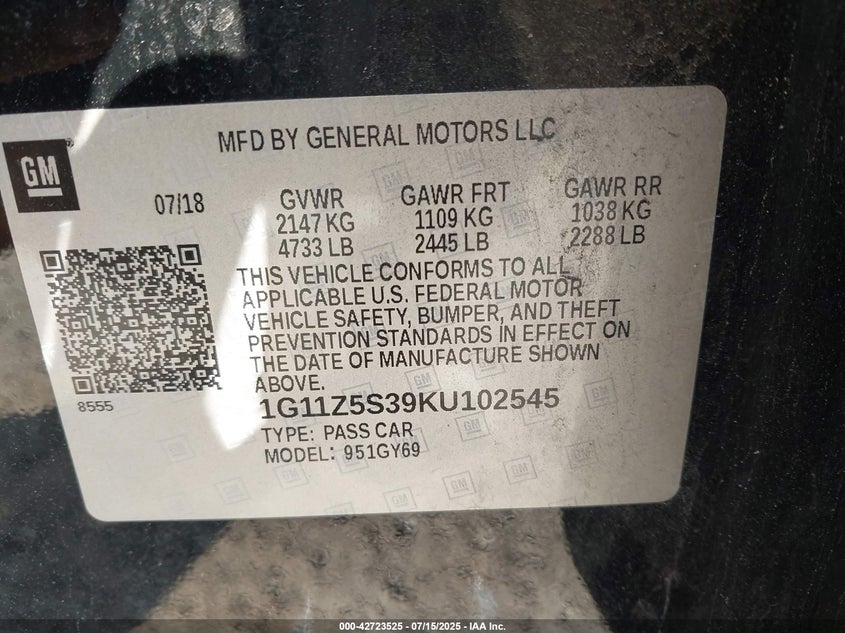 MFD BY GENERAL MOTORS LLC
GM
07/18
GVWR
2147 KG
4733 LB
GAWR FRT
1109 KG
2445 LB
GAWR RR
1038 KG
2288 LB
THIS VEHICLE CONFORMS TO ALL
APPLICABLE U.S. FEDERAL MOTOR
VEHICLE SAFETY, BUMPER, AND THEFT
PREVENTION STANDARDS IN EFFECT ON
THE DATE OF MANUFACTURE SHOWN
ABOVE.
8555
1G11Z5S39KU102545
TYPE: PASS CAR
MODEL: 951GY69
000-42723525 - 07/15/2025 - IAA Inc.